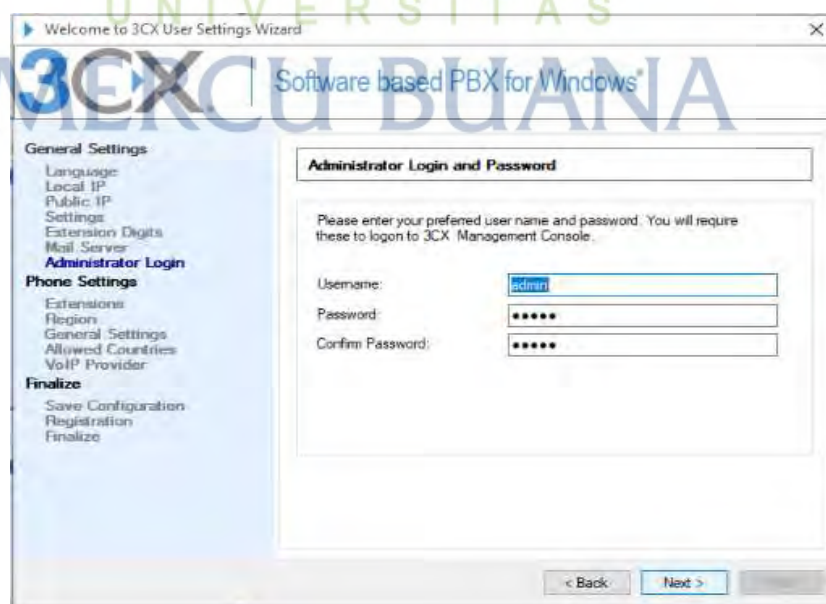 UNIVERSITAS
MERCU BUANA
Welcome to 3CX User Settings Wizard
3CX
Software based PBX for Windows®
General Settings
Language
Local IP
Public IP
Settings
Extension Digits
Mail Server
Administrator Login
Phone Settings
Extensions
Region
General Settings
Allowed Countries
VoIP Provider
Finalize
Save Configuration
Registration
Finalize
Administrator Login and Password
Please enter your preferred user name and password. You will require
these to logon to 3CX Management Console.
Username: admin
Password: •••••
Confirm Password: •••••
< Back
Next >